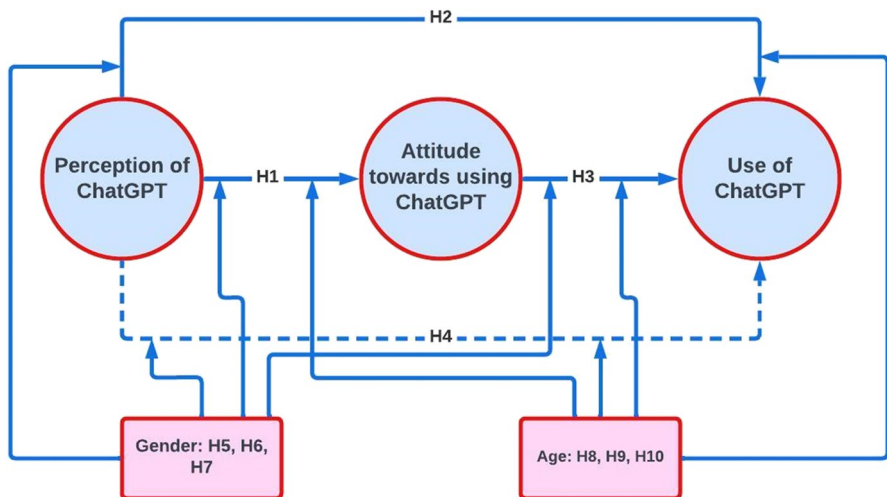 H2
Perception of
ChatGPT
H1
Attitude
towards using
ChatGPT
H3
Use of
ChatGPT
H4
Gender: H5, H6,
H7
Age: H8, H9, H10